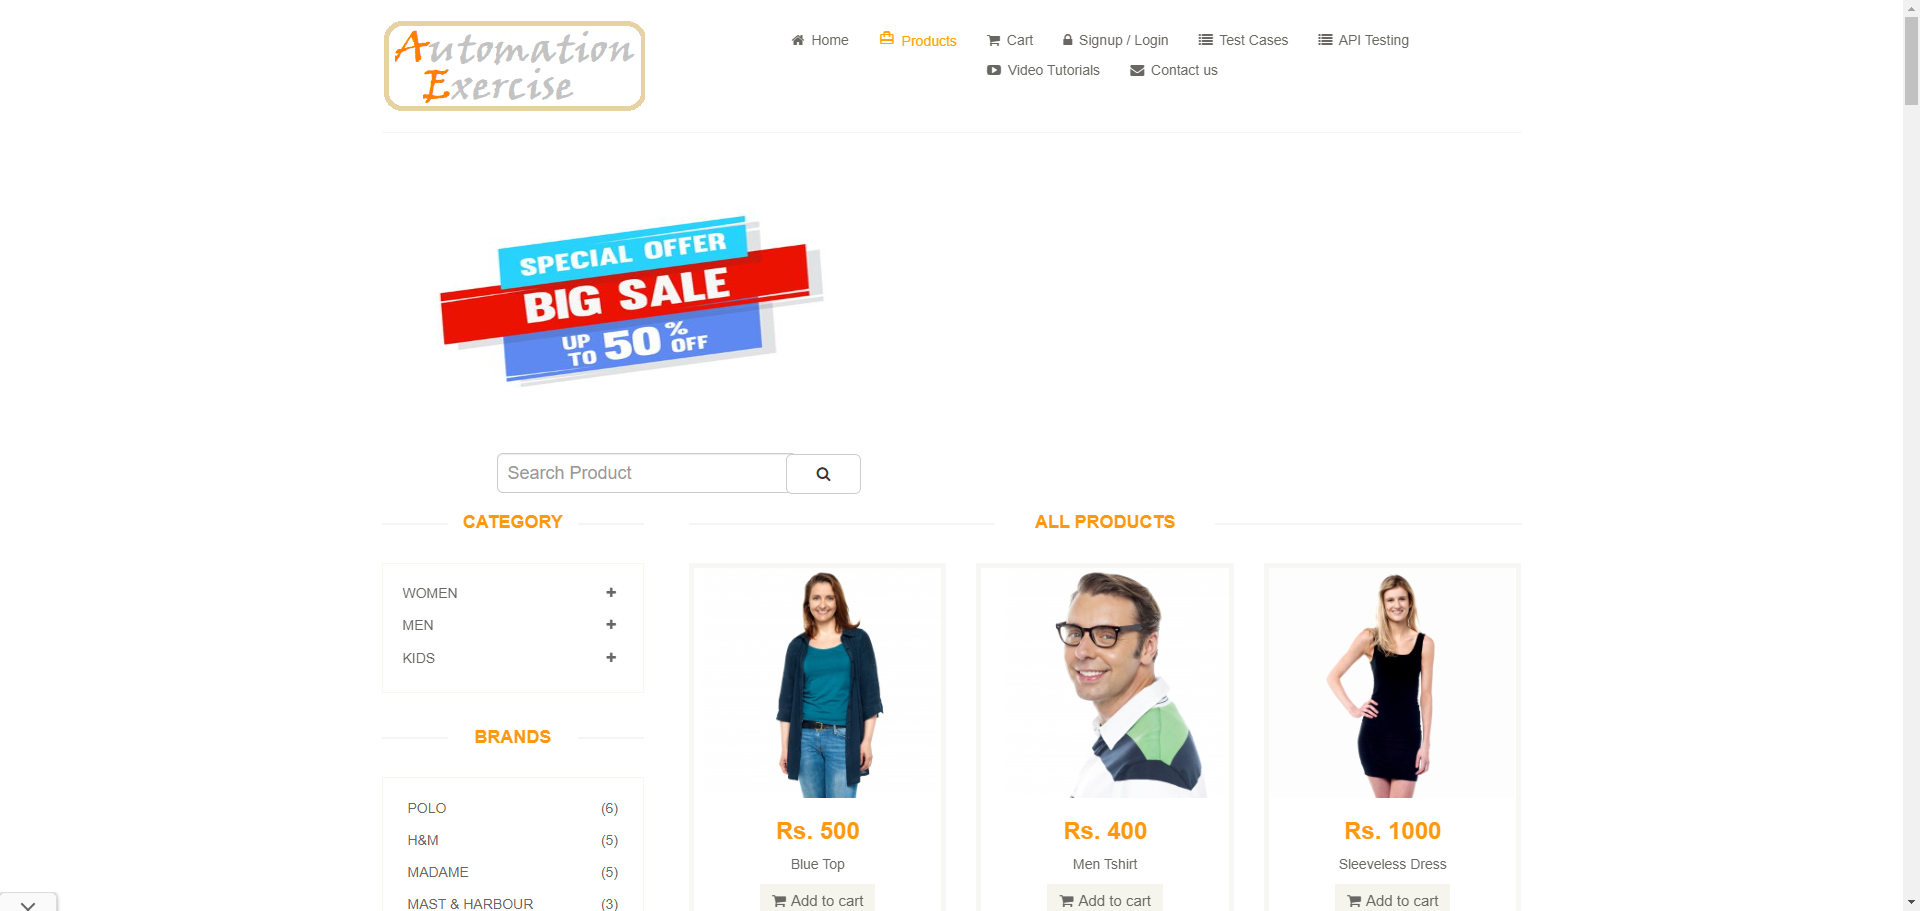 Automation
Exercise
Home Products Cart Signup / Login Test Cases API Testing
Video Tutorials Contact us
SPECIAL OFFER
BIG SALE
UP TO 50% OFF
Search Product
CATEGORY
WOMEN
MEN
KIDS
BRANDS
POLO (6)
H&M (5)
MADAME (5)
MAST & HARBOUR (3)
ALL PRODUCTS
Rs. 500
Blue Top
Add to cart
Rs. 400
Men Tshirt
Add to cart
Rs. 1000
Sleeveless Dress
Add to cart